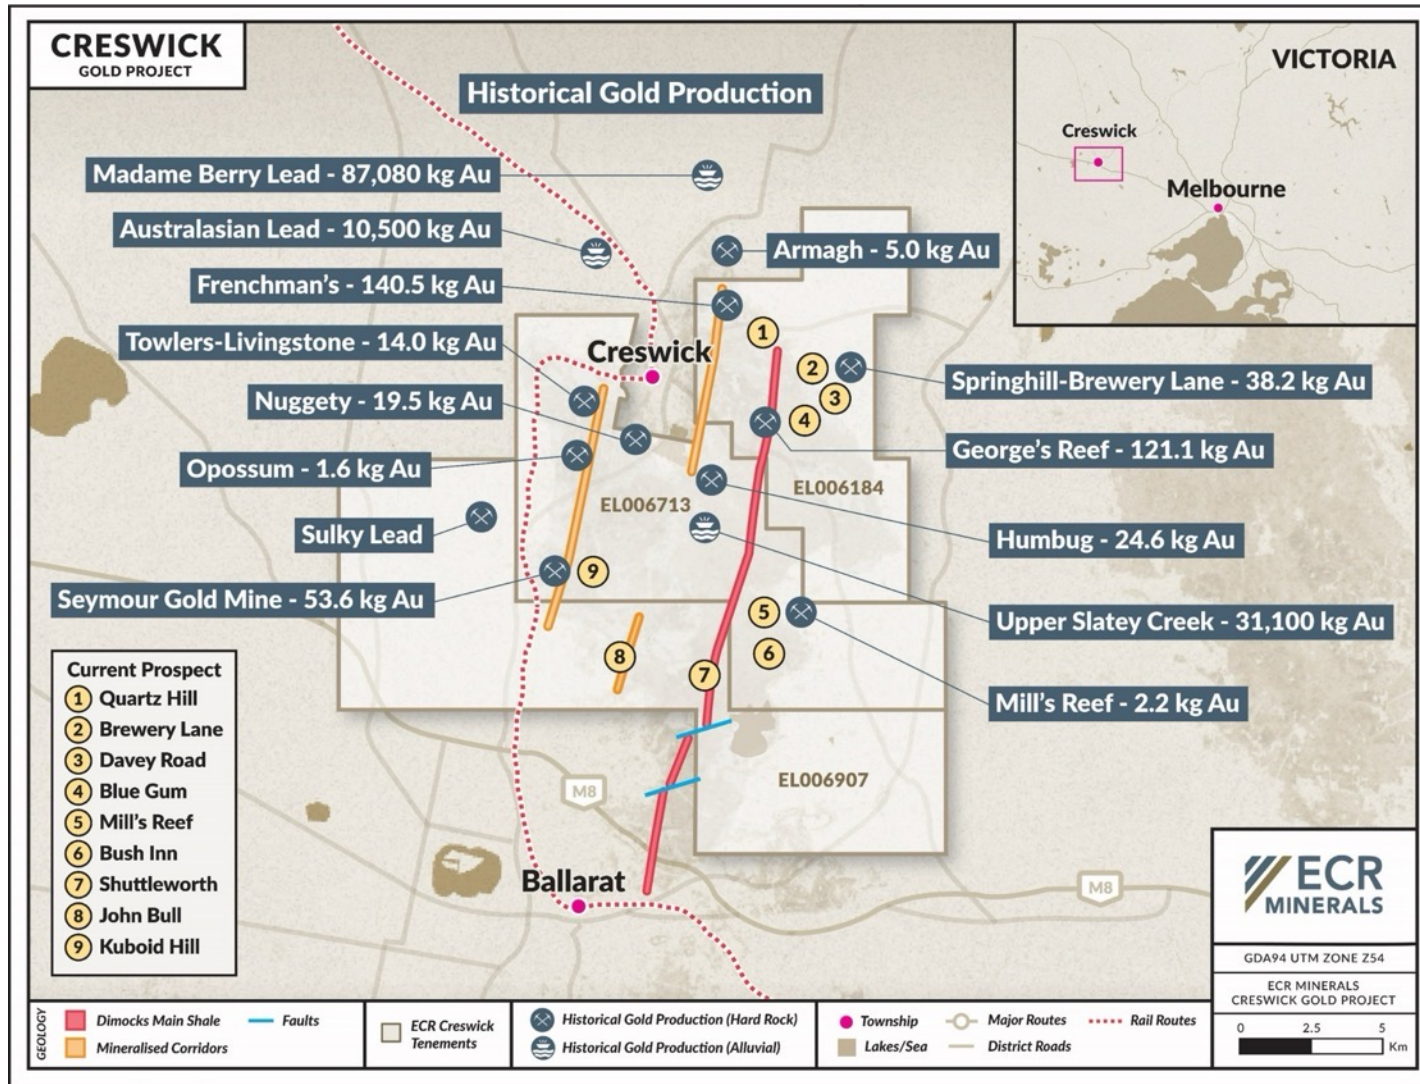 CRESWICK
GOLD PROJECT
Historical Gold Production
VICTORIA
Creswick
Melbourne
Madame Berry Lead - 87,080 kg Au
Australasian Lead - 10,500 kg Au
Armagh - 5.0 kg Au
Frenchman's - 140.5 kg Au
Towlers-Livingstone - 14.0 kg Au
Creswick
1
2
3
4
Springhill-Brewery Lane - 38.2 kg Au
Nuggety - 19.5 kg Au
George's Reef - 121.1 kg Au
Opossum - 1.6 kg Au
EL006713
EL006184
Sulky Lead
Humbug - 24.6 kg Au
9
Seymour Gold Mine - 53.6 kg Au
Upper Slatey Creek - 31,100 kg Au
5
6
8
7
Mill's Reef - 2.2 kg Au
EL006907
M8
M8
Ballarat
Current Prospect
1 Quartz Hill
2 Brewery Lane
3 Davey Road
4 Blue Gum
5 Mill's Reef
6 Bush Inn
7 Shuttleworth
8 John Bull
9 Kuboid Hill
ECR
MINERALS
GDA94 UTM ZONE Z54
ECR MINERALS
CRESWICK GOLD PROJECT
0 2.5 5
Km
GEOLOGY
Dimocks Main Shale
Faults
Mineralised Corridors
ECR Creswick
Tenements
Historical Gold Production (Hard Rock)
Historical Gold Production (Alluvial)
Township
Major Routes
Rail Routes
Lakes/Sea
District Roads